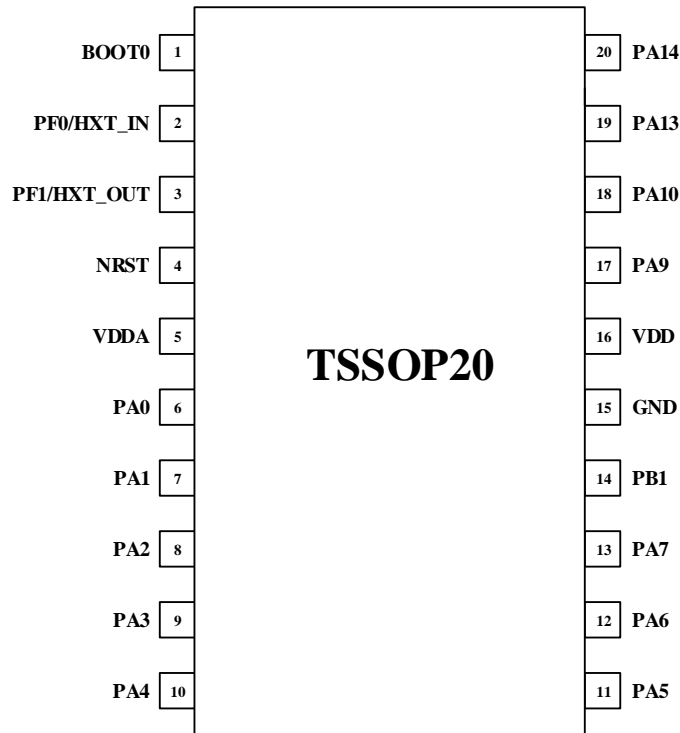 BOOT0 1 20 PA14
PF0/HXT_IN 2 19 PA13
PF1/HXT_OUT 3 18 PA10
NRST 4 17 PA9
VDDA 5 16 VDD
TSSOP20
PA0 6 15 GND
PA1 7 14 PB1
PA2 8 13 PA7
PA3 9 12 PA6
PA4 10 11 PA5